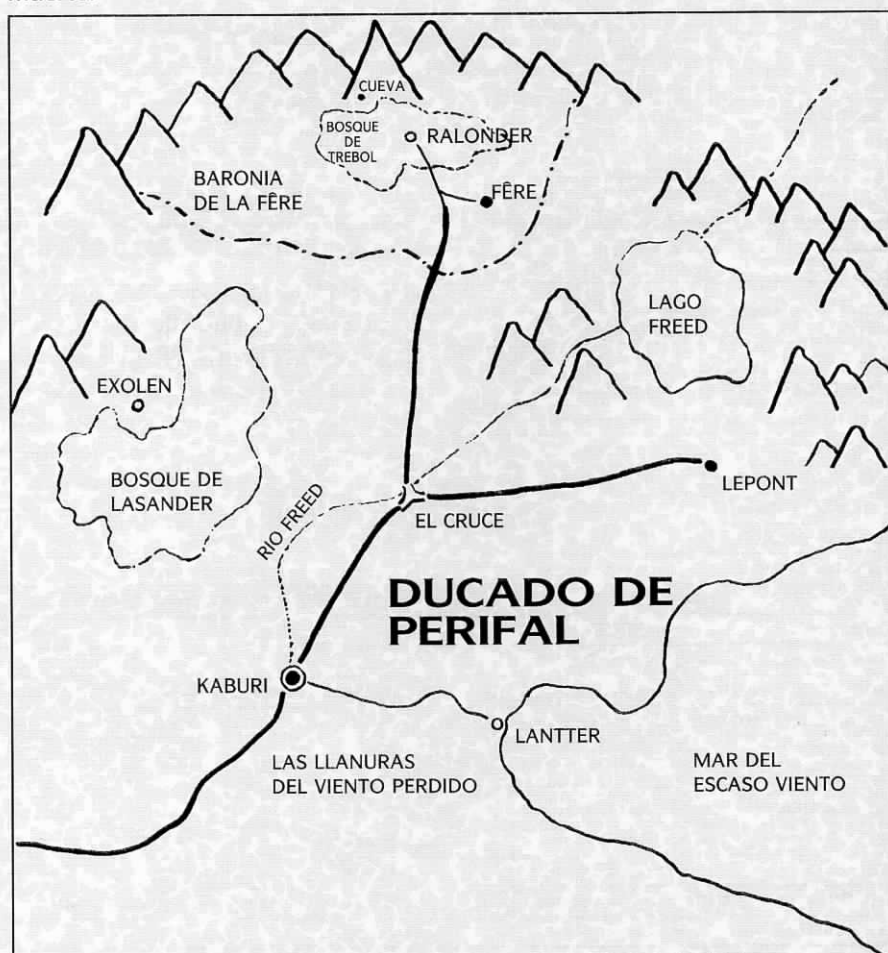 CUEVA
BOSQUE
DE
TREBOL
RALONDER
BARONIA
DE LA FÊRE
FÊRE
LAGO
FREED
EXOLEN
BOSQUE DE
LASANDER
RIO FREED
EL CRUCE
LEPONT
DUCADO DE
PERIFAL
KABURI
LANTTER
LAS LLANURAS
DEL VIENTO PERDIDO
MAR DEL
ESCASO VIENTO